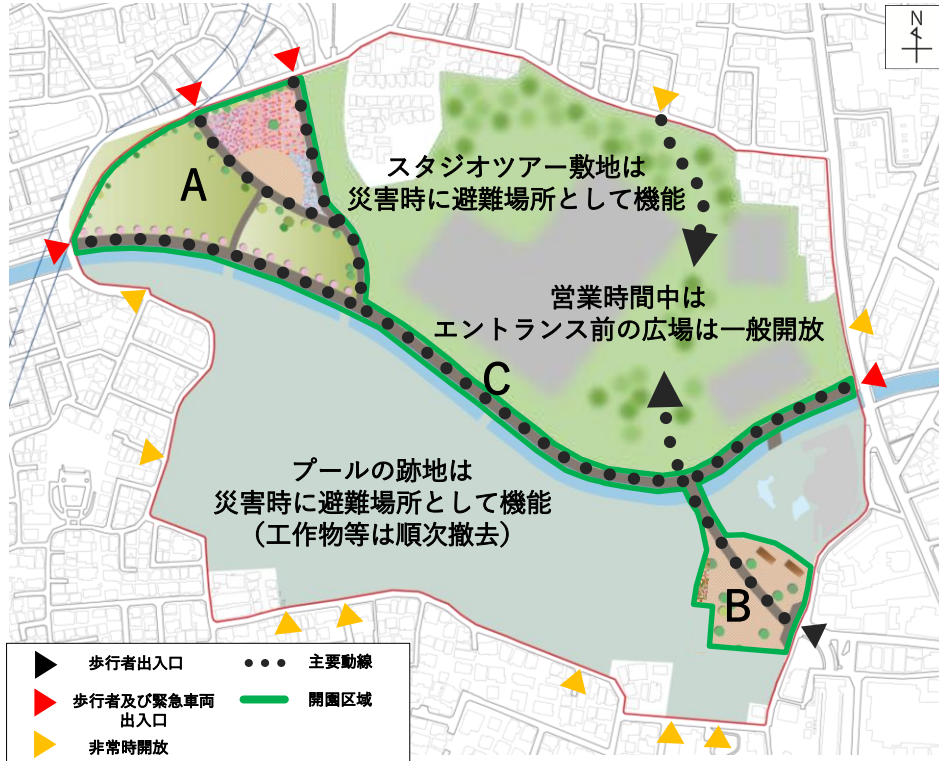 N
A
スタジオツアー敷地は
災害時に避難場所として機能
営業時間中は
エントランス前の広場は一般開放
C
プールの跡地は
災害時に避難場所として機能
（工作物等は順次撤去）
B
歩行者出入口
主要動線
歩行者及び緊急車両
出入口
開園区域
非常時開放